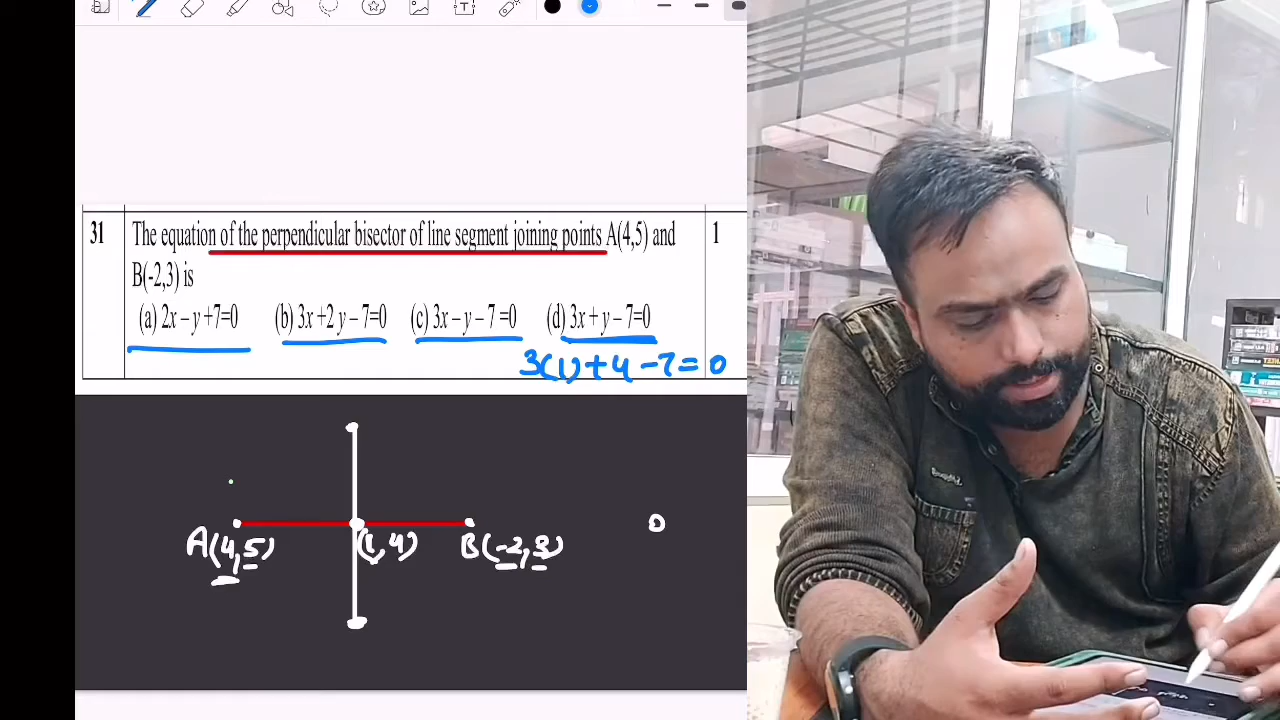 31 The equation of the perpendicular bisector of line segment joining points A(4,5) and 1
B(-2,3) is
(a) 2x – y +7=0 (b) 3x +2 y – 7=0 (c) 3x – y – 7 =0 (d) 3x + y – 7=0
3(1)+4-7=0
A(4,5) (1,4) B(-2,3) 0